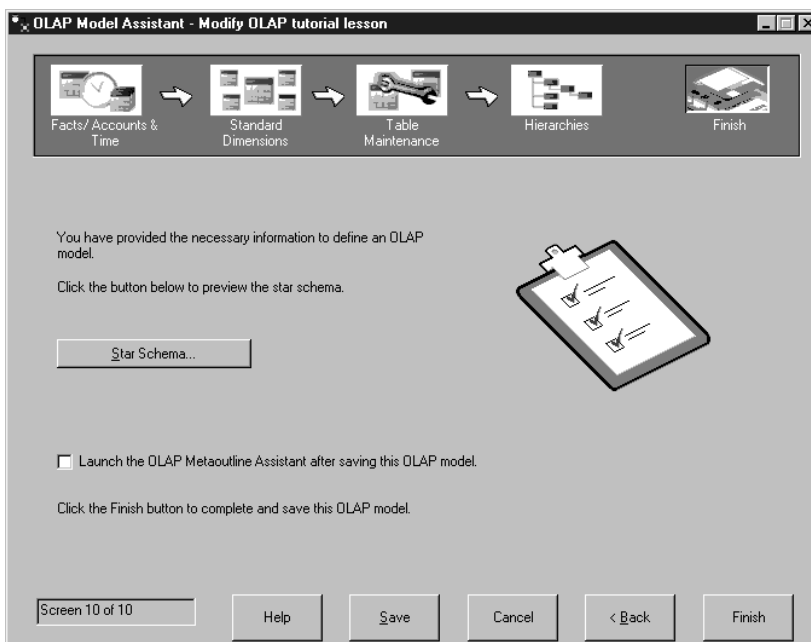 OLAP Model Assistant - Modify OLAP tutorial lesson
Facts/ Accounts &
Time
Standard
Dimensions
Table
Maintenance
Hierarchies
Finish
You have provided the necessary information to define an OLAP
model.
Click the button below to preview the star schema.
Star Schema...
Launch the OLAP Metaoutline Assistant after saving this OLAP model.
Click the Finish button to complete and save this OLAP model.
Screen 10 of 10
Help
Save
Cancel
< Back
Finish